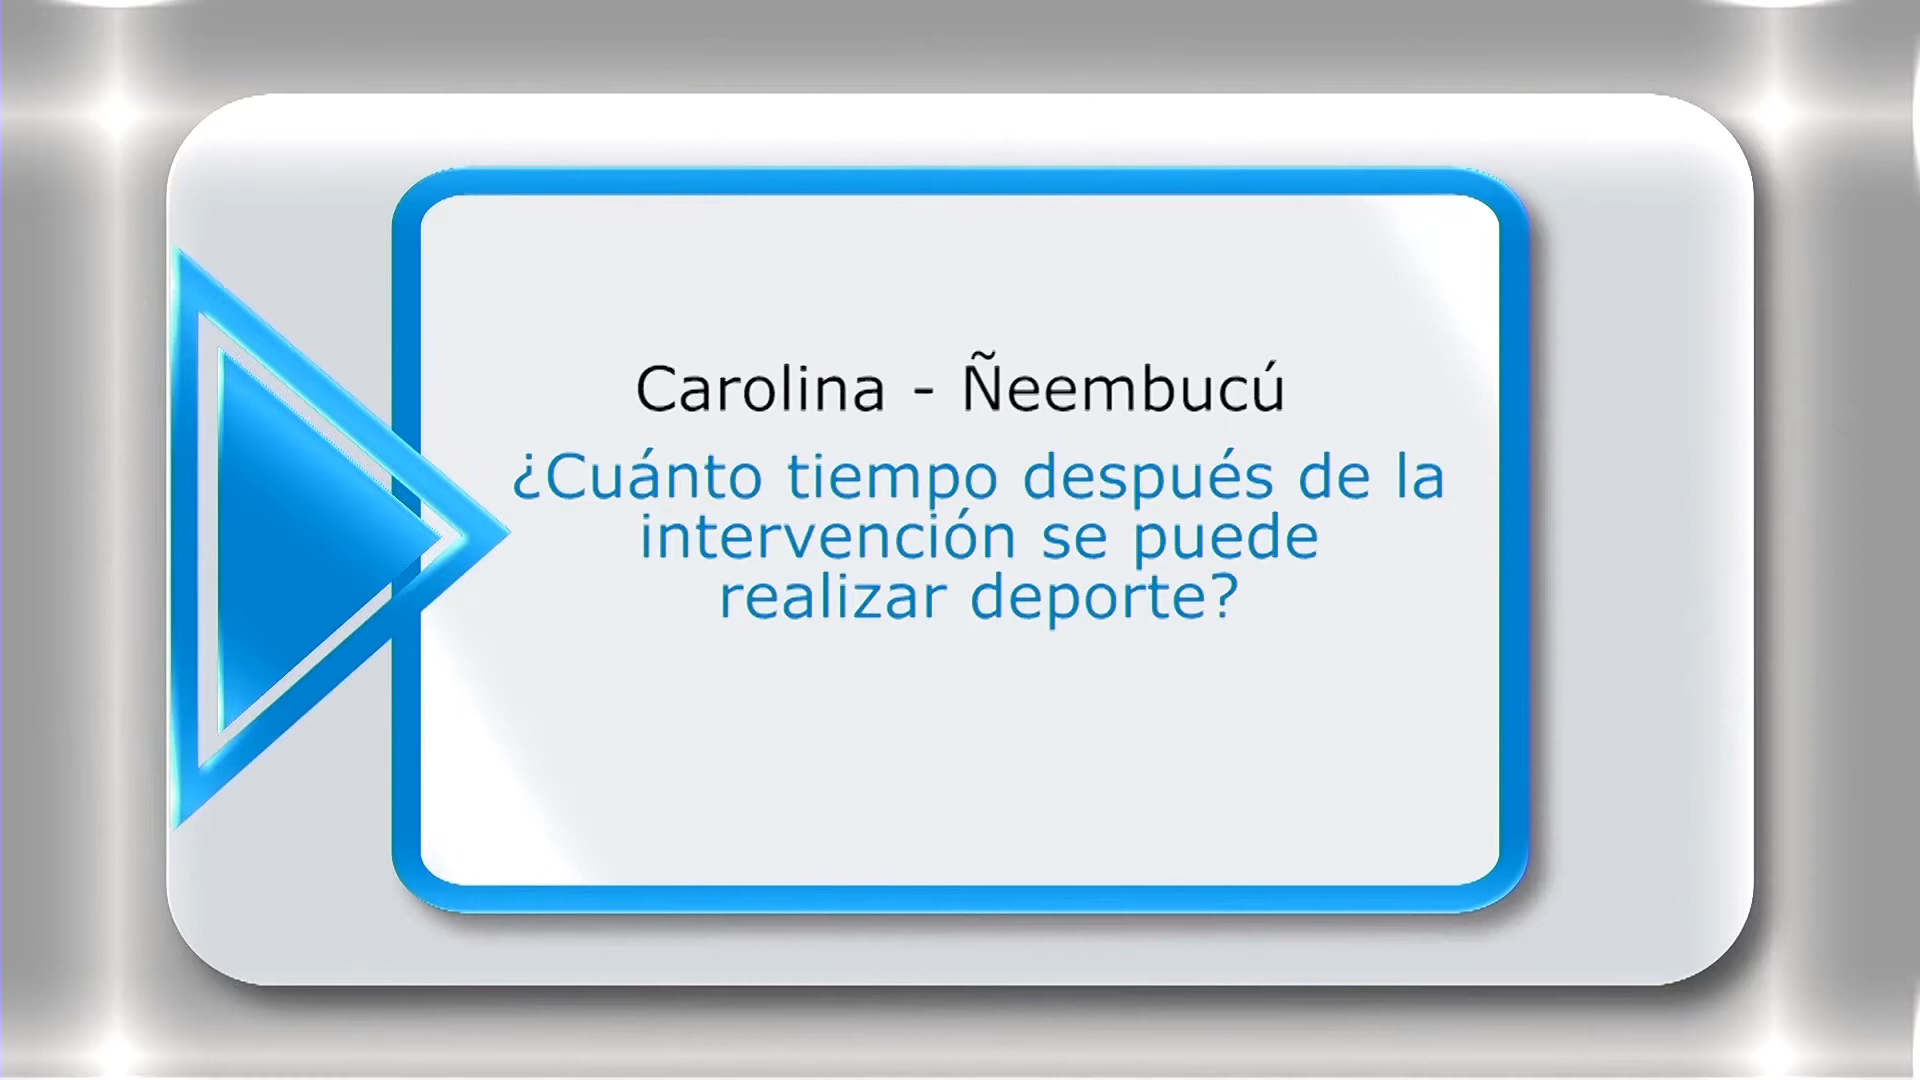 Carolina - Ñeembucú
¿Cuánto tiempo después de la
intervención se puede
realizar deporte?